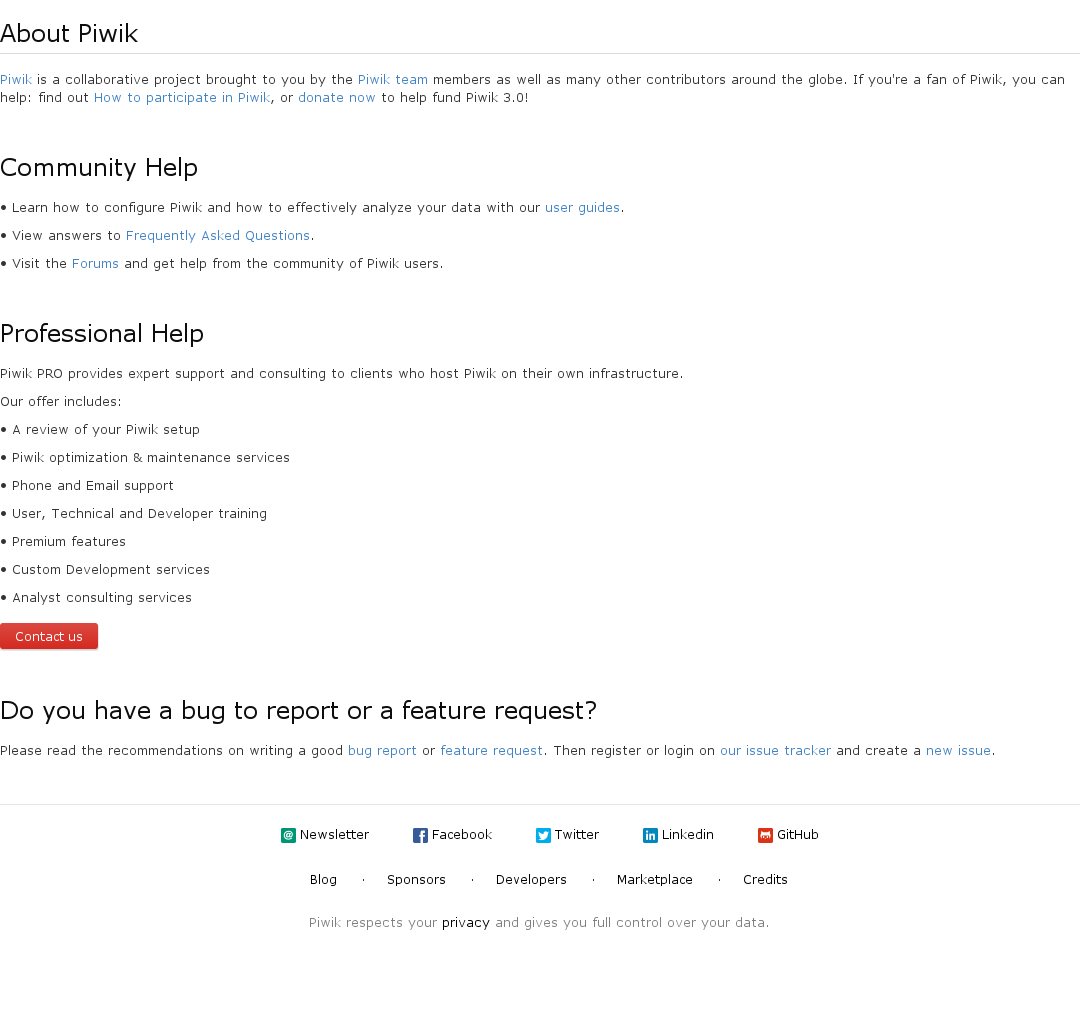 About Piwik
Piwik is a collaborative project brought to you by the Piwik team members as well as many other contributors around the globe. If you're a fan of Piwik, you can
help: find out How to participate in Piwik, or donate now to help fund Piwik 3.0!
Community Help
• Learn how to configure Piwik and how to effectively analyze your data with our user guides.
• View answers to Frequently Asked Questions.
• Visit the Forums and get help from the community of Piwik users.
Professional Help
Piwik PRO provides expert support and consulting to clients who host Piwik on their own infrastructure.
Our offer includes:
• A review of your Piwik setup
• Piwik optimization & maintenance services
• Phone and Email support
• User, Technical and Developer training
• Premium features
• Custom Development services
• Analyst consulting services
Contact us
Do you have a bug to report or a feature request?
Please read the recommendations on writing a good bug report or feature request. Then register or login on our issue tracker and create a new issue.
Newsletter Facebook Twitter Linkedin GitHub
Blog · Sponsors · Developers · Marketplace · Credits
Piwik respects your privacy and gives you full control over your data.